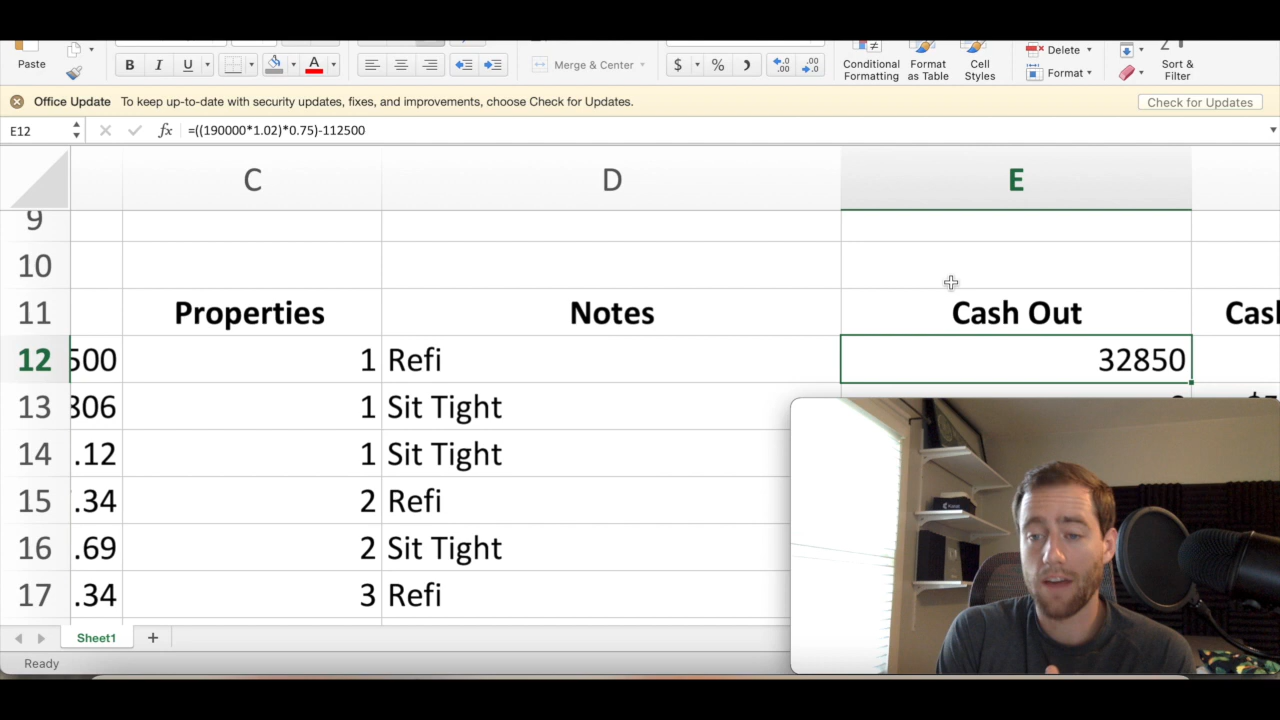 Paste
B I U A
Merge & Center
$ % ,
Conditional Formatting
Format as Table
Cell Styles
Delete
Format
Sort & Filter
Office Update To keep up-to-date with security updates, fixes, and improvements, choose Check for Updates. Check for Updates
E12 fx =((190000*1.02)*0.75)-112500
C D E
9
10
11 Properties Notes Cash Out Cas
12 500 1 Refi 32850
13 806 1 Sit Tight
14 .12 1 Sit Tight
15 .34 2 Refi
16 .69 2 Sit Tight
17 .34 3 Refi
Sheet1 +
Ready